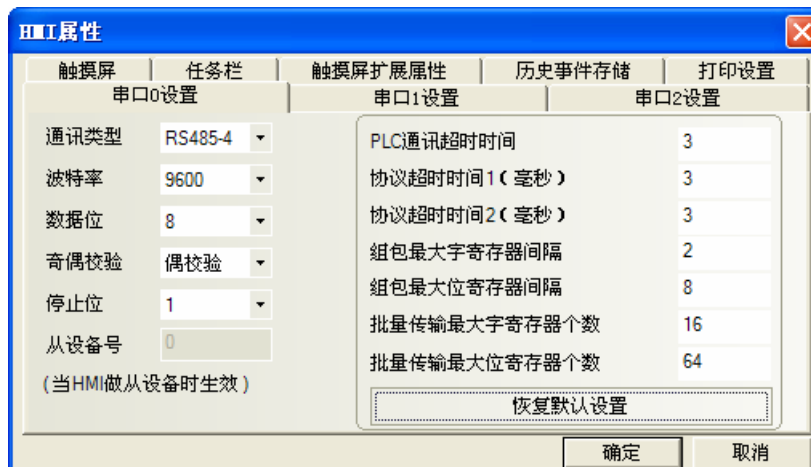 HMI属性
触摸屏 任务栏 触摸屏扩展属性 历史事件存储 打印设置
串口0设置 串口1设置 串口2设置
通讯类型 RS485-4
波特率 9600
数据位 8
奇偶校验 偶校验
停止位 1
从设备号 0
(当HMI做从设备时生效)
PLC通讯超时时间 3
协议超时时间1(毫秒) 3
协议超时时间2(毫秒) 3
组包最大字寄存器间隔 2
组包最大位寄存器间隔 8
批量传输最大字寄存器个数 16
批量传输最大位寄存器个数 64
恢复默认设置
确定 取消